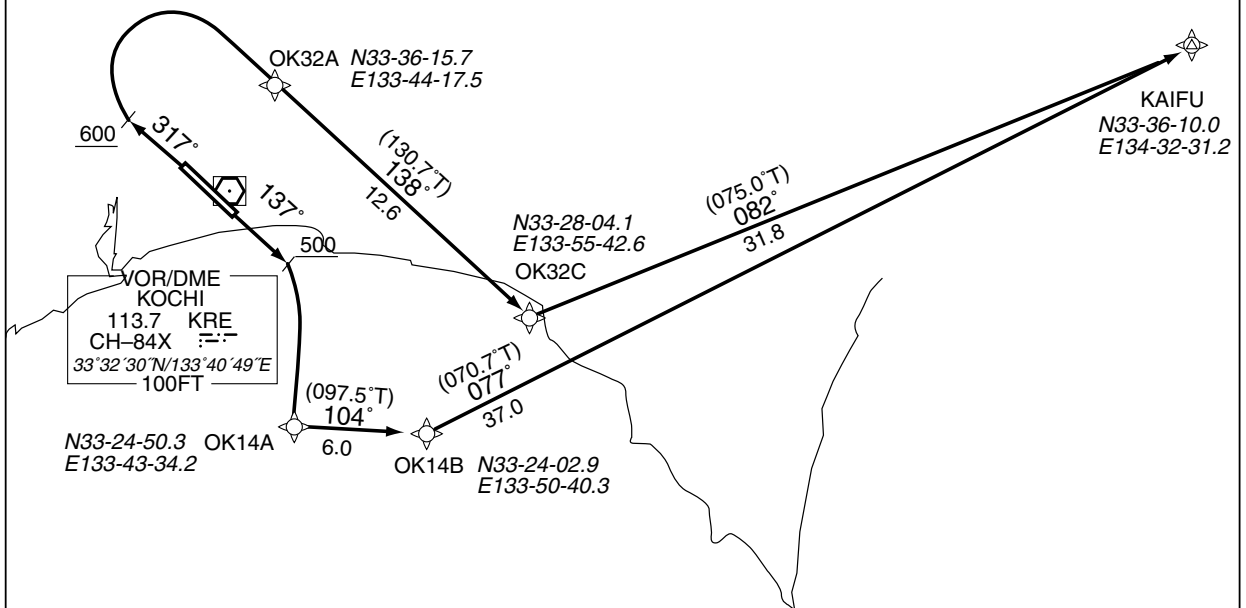 OK32A N33-36-15.7
E133-44-17.5
KAIFU
N33-36-10.0
E134-32-31.2
600
317°
137°
(130.7°T)
138°
12.6
(075.0°T)
082°
31.8
N33-28-04.1
E133-55-42.6
OK32C
500
VOR/DME
KOCHI
113.7 KRE
CH–84X
33°32´30˝N/133°40´49˝E
100FT
(070.7°T)
077°
37.0
(097.5°T)
104°
6.0
N33-24-50.3 OK14A
E133-43-34.2
OK14B N33-24-02.9
E133-50-40.3